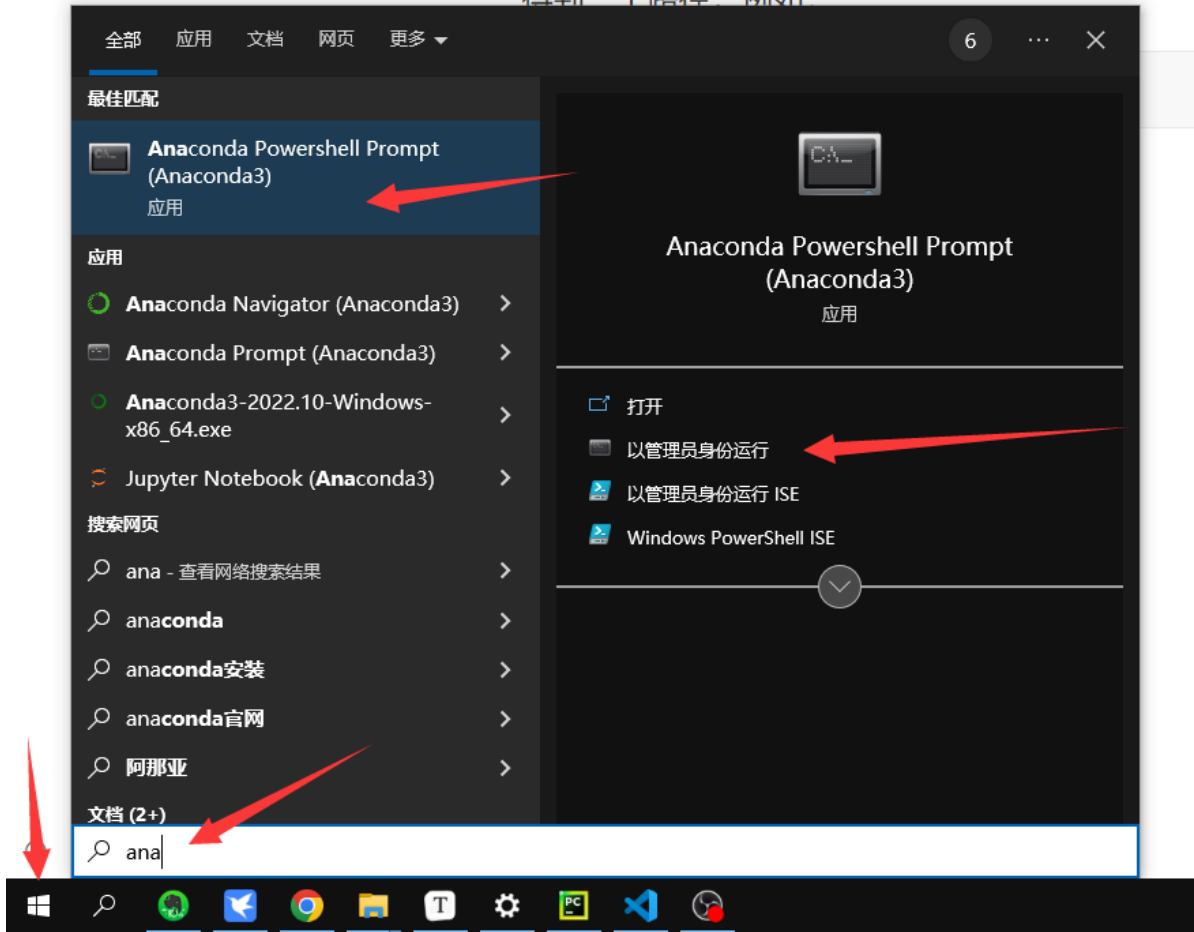 全部 应用 文档 网页 更多 6 ···
最佳匹配
Anaconda Powershell Prompt
(Anaconda3)
应用
应用
Anaconda Navigator (Anaconda3)
Anaconda Prompt (Anaconda3)
Anaconda3-2022.10-Windows-
x86_64.exe
Jupyter Notebook (Anaconda3)
搜索网页
ana - 查看网络搜索结果
anaconda
anaconda安装
anaconda官网
阿那亚
文档 (2+)
ana
C:\_
Anaconda Powershell Prompt
(Anaconda3)
应用
打开
以管理员身份运行
以管理员身份运行 ISE
Windows PowerShell ISE
T
PC